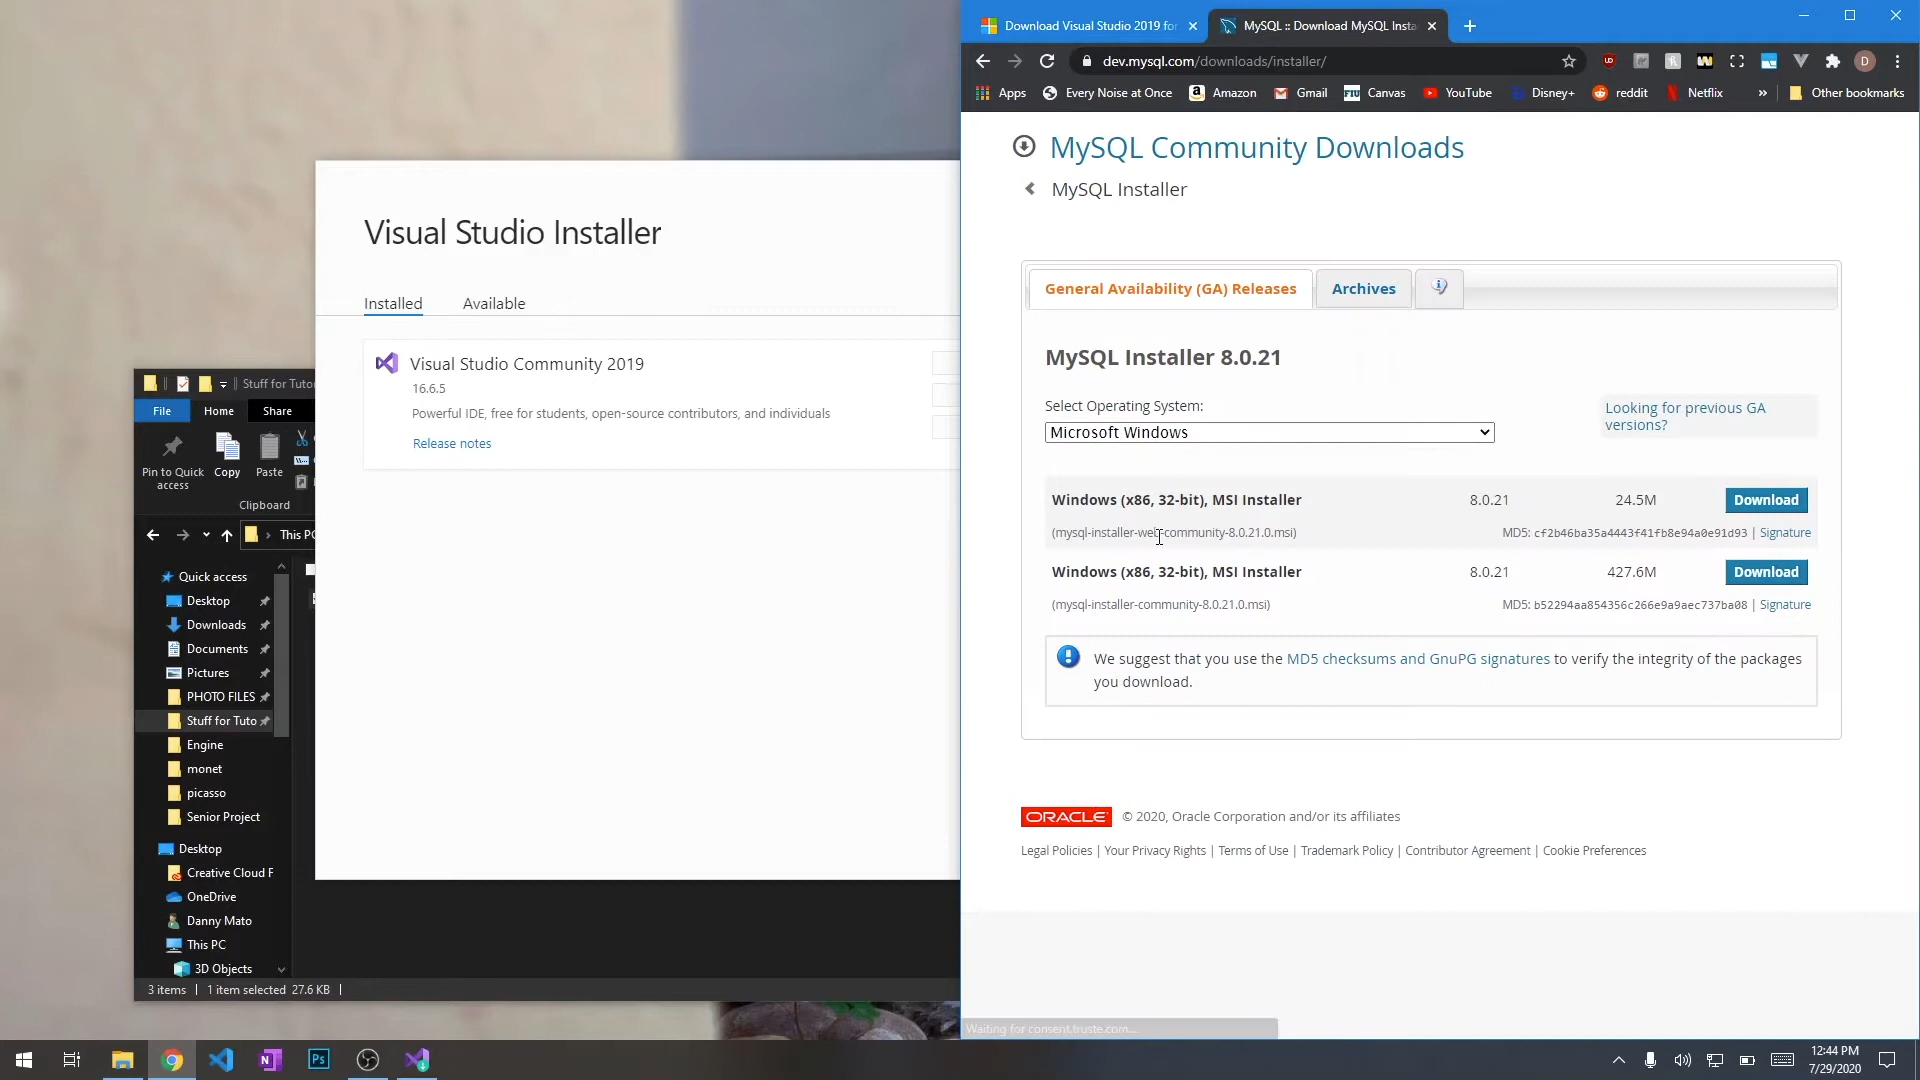 Download Visual Studio 2019 for
MySQL :: Download MySQL Insta
dev.mysql.com/downloads/installer/
Apps
Every Noise at Once
Amazon
Gmail
FIU Canvas
YouTube
Disney+
reddit
Netflix
»
Other bookmarks
MySQL Community Downloads
MySQL Installer
General Availability (GA) Releases
Archives
MySQL Installer 8.0.21
Select Operating System:
Microsoft Windows
Looking for previous GA
versions?
Windows (x86, 32-bit), MSI Installer 8.0.21 24.5M Download
(mysql-installer-web-community-8.0.21.0.msi) MD5: cf2b46ba35a4443f41fb8e94a0e91d93 | Signature
Windows (x86, 32-bit), MSI Installer 8.0.21 427.6M Download
(mysql-installer-community-8.0.21.0.msi) MD5: b52294aa854356c266e9a9aec737ba08 | Signature
We suggest that you use the MD5 checksums and GnuPG signatures to verify the integrity of the packages
you download.
ORACLE © 2020, Oracle Corporation and/or its affiliates
Legal Policies | Your Privacy Rights | Terms of Use | Trademark Policy | Contributor Agreement | Cookie Preferences
Waiting for consent.truste.com...
Visual Studio Installer
Installed
Available
Visual Studio Community 2019
16.6.5
Powerful IDE, free for students, open-source contributors, and individuals
Release notes
Stuff for Tuto
File
Home
Share
Pin to Quick
access
Copy
Paste
Clipboard
This PC
Quick access
Desktop
Downloads
Documents
Pictures
PHOTO FILES
Stuff for Tuto
Engine
monet
picasso
Senior Project
Desktop
Creative Cloud F
OneDrive
Danny Mato
This PC
3D Objects
3 items
1 item selected 27.6 KB
12:44 PM
7/29/2020